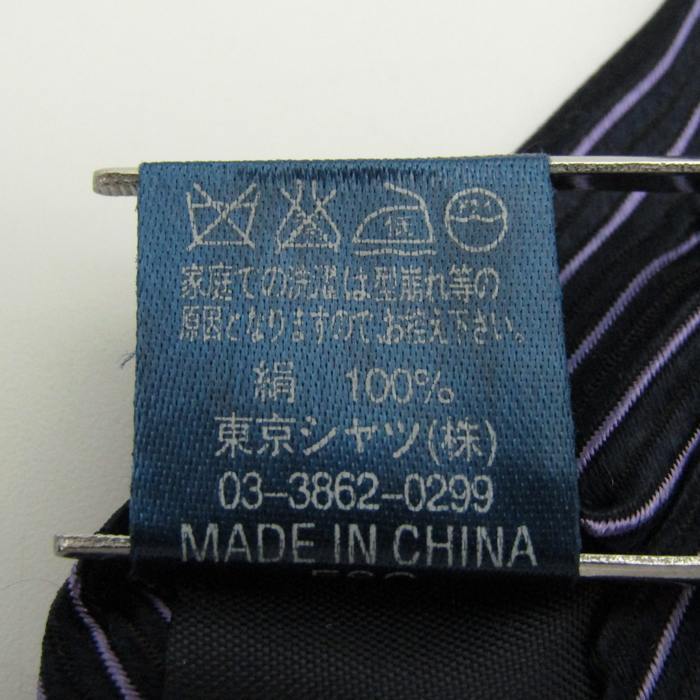 低
家庭での洗濯は型崩れ等の
原因となりますので、お控え下さい。
絹 100%
東京シャツ(株)
03-3862-0299
MADE IN CHINA